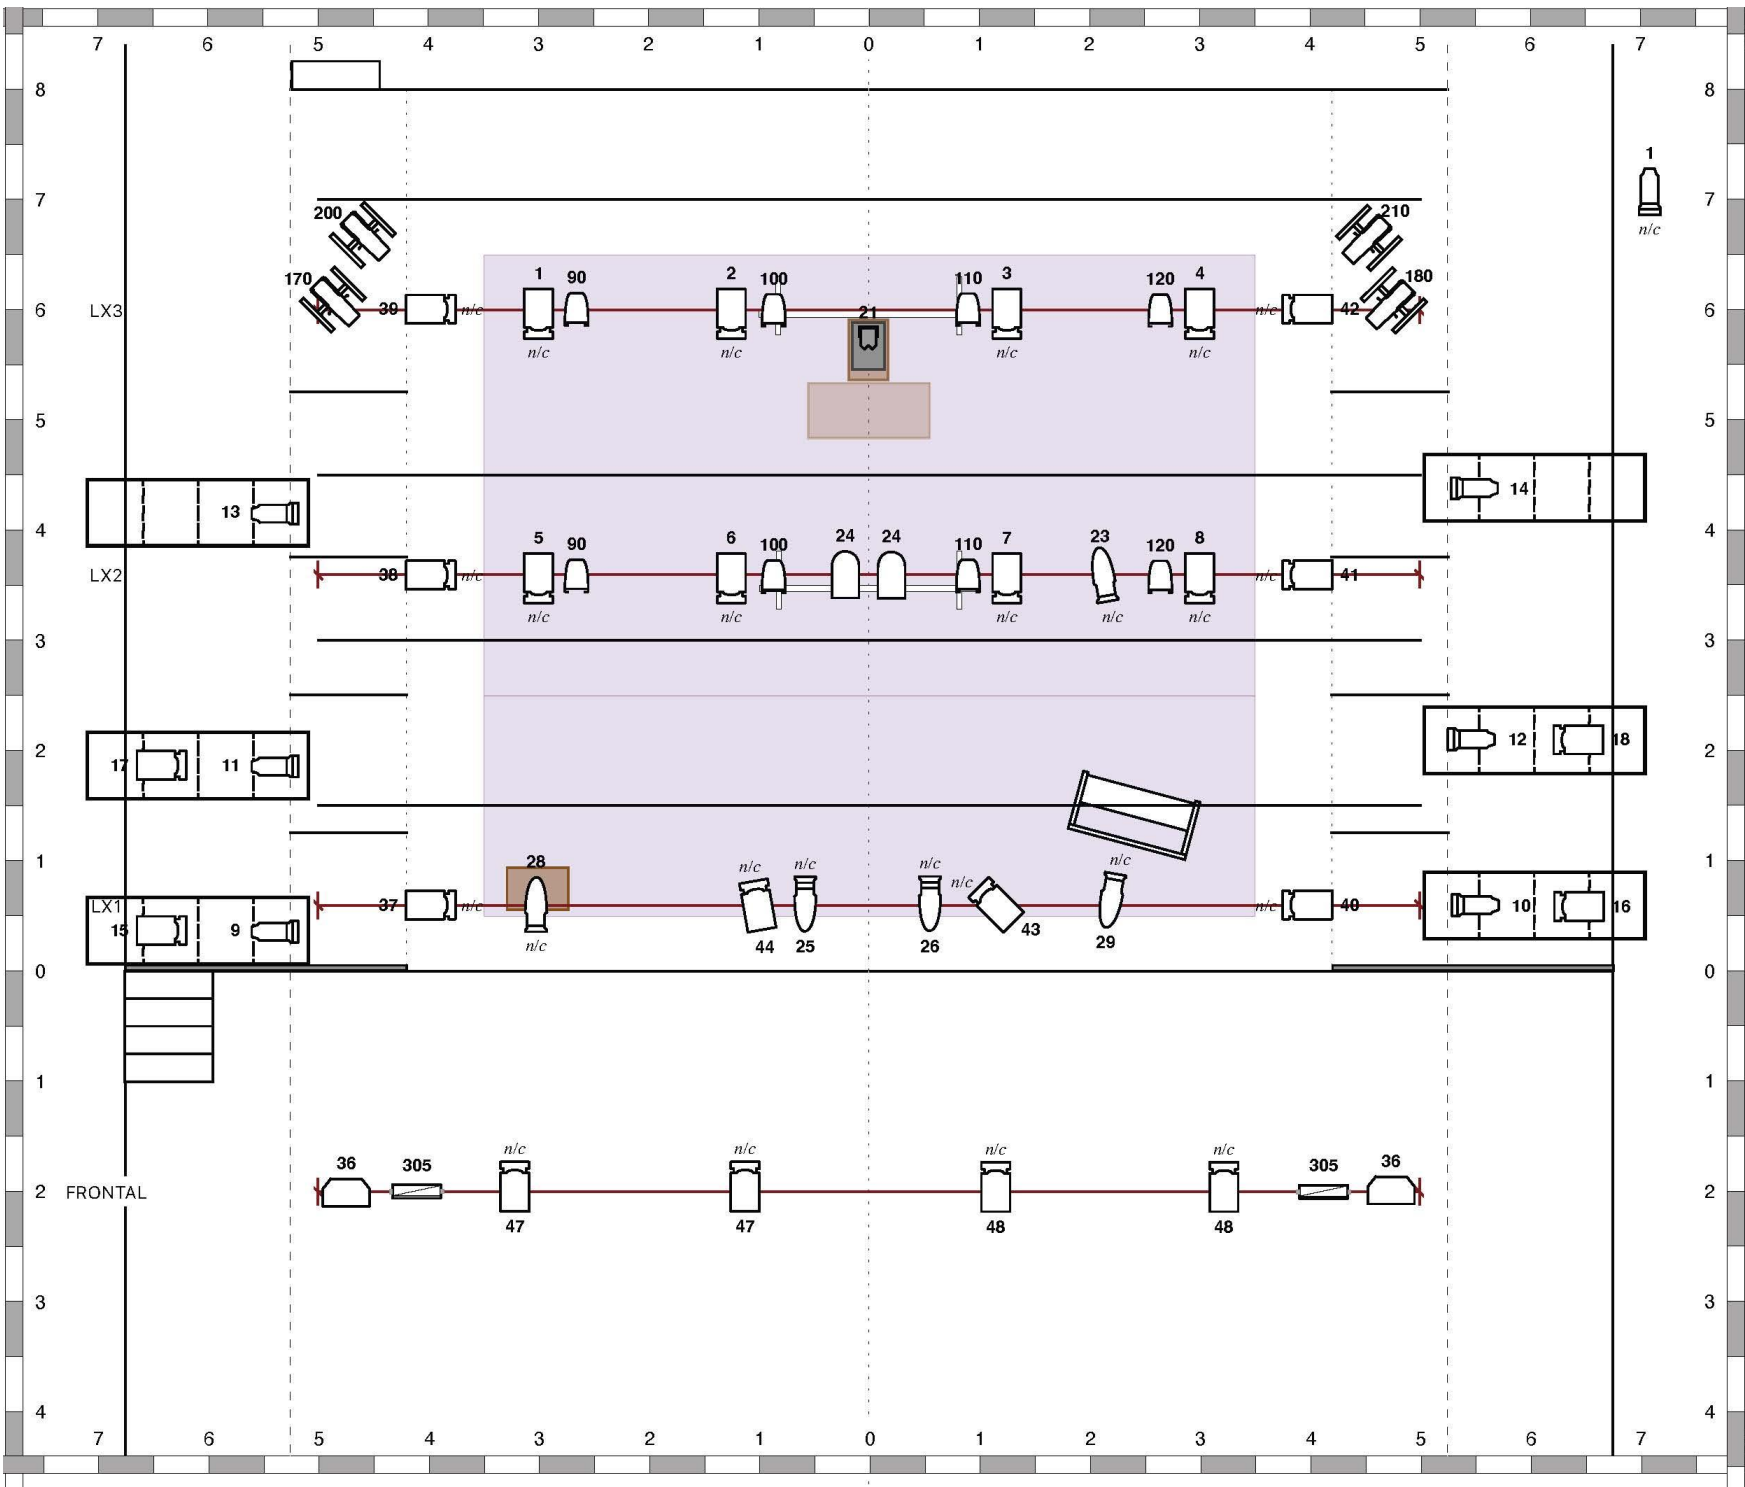 7 6 5 4 3 2 1 0 1 2 3 4 5 6 7
8 8
1
7 7
n/c
200 210
170 180
1 90 2 100 110 3 120 4
LX3 6 39 n/c 21 n/c 42 6
n/c n/c n/c n/c
5 5
13 14
4 4
5 90 6 100 24 24 110 7 23 120 8
LX2 38 n/c n/c 41
n/c n/c n/c n/c n/c
3 3
17 11 2 12 18 2
1 28 n/c n/c n/c n/c 1
n/c
LX1 37 n/c n/c 40 10 16
15 9 n/c 44 25 26 43 29
0 0
1 1
n/c n/c n/c n/c
36 305 305 36
FRONTAL 2 2
47 47 48 48
3 3
4 4
7 6 5 4 3 2 1 0 1 2 3 4 5 6 7